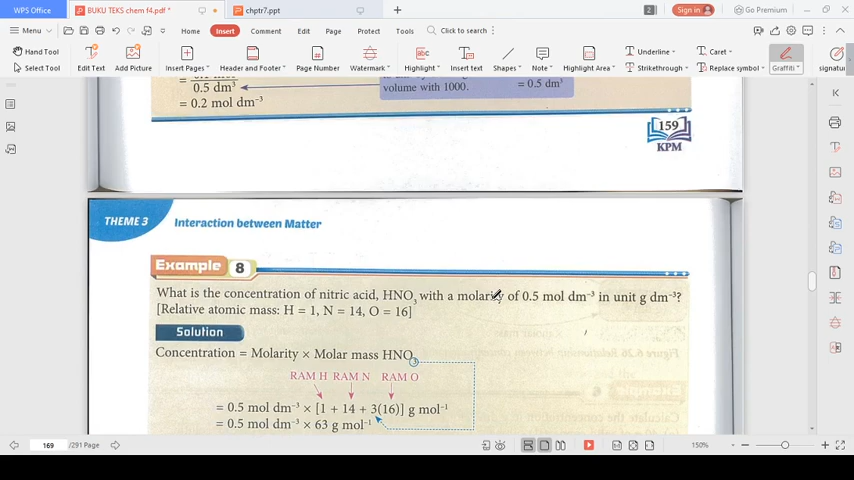 WPS Office
BUKU TEKS chem f4.pdf *
chptr7.ppt
2
Sign in
Go Premium
Menu
Home
Insert
Comment
Edit
Page
Protect
Tools
Click to search
Hand Tool
Select Tool
Edit Text
Add Picture
Insert Pages
Header and Footer
Page Number
Watermark
Highlight
Insert text
Shapes
Note
Highlight Area
Underline
Strikethrough
Caret
Replace symbol
Graffiti
signatu
0.5 dm³
= 0.2 mol dm⁻³
volume with 1000.
= 0.5 dm³
159
KPM
THEME 3
Interaction between Matter
Example 8
What is the concentration of nitric acid, HNO₃ with a molarity of 0.5 mol dm⁻³ in unit g dm⁻³?
[Relative atomic mass: H = 1, N = 14, O = 16]
Solution
Concentration = Molarity × Molar mass HNO₃
RAM H RAM N RAM O
= 0.5 mol dm⁻³ × [1 + 14 + 3(16)] g mol⁻¹
= 0.5 mol dm⁻³ × 63 g mol⁻¹
169
/291 Page
150%